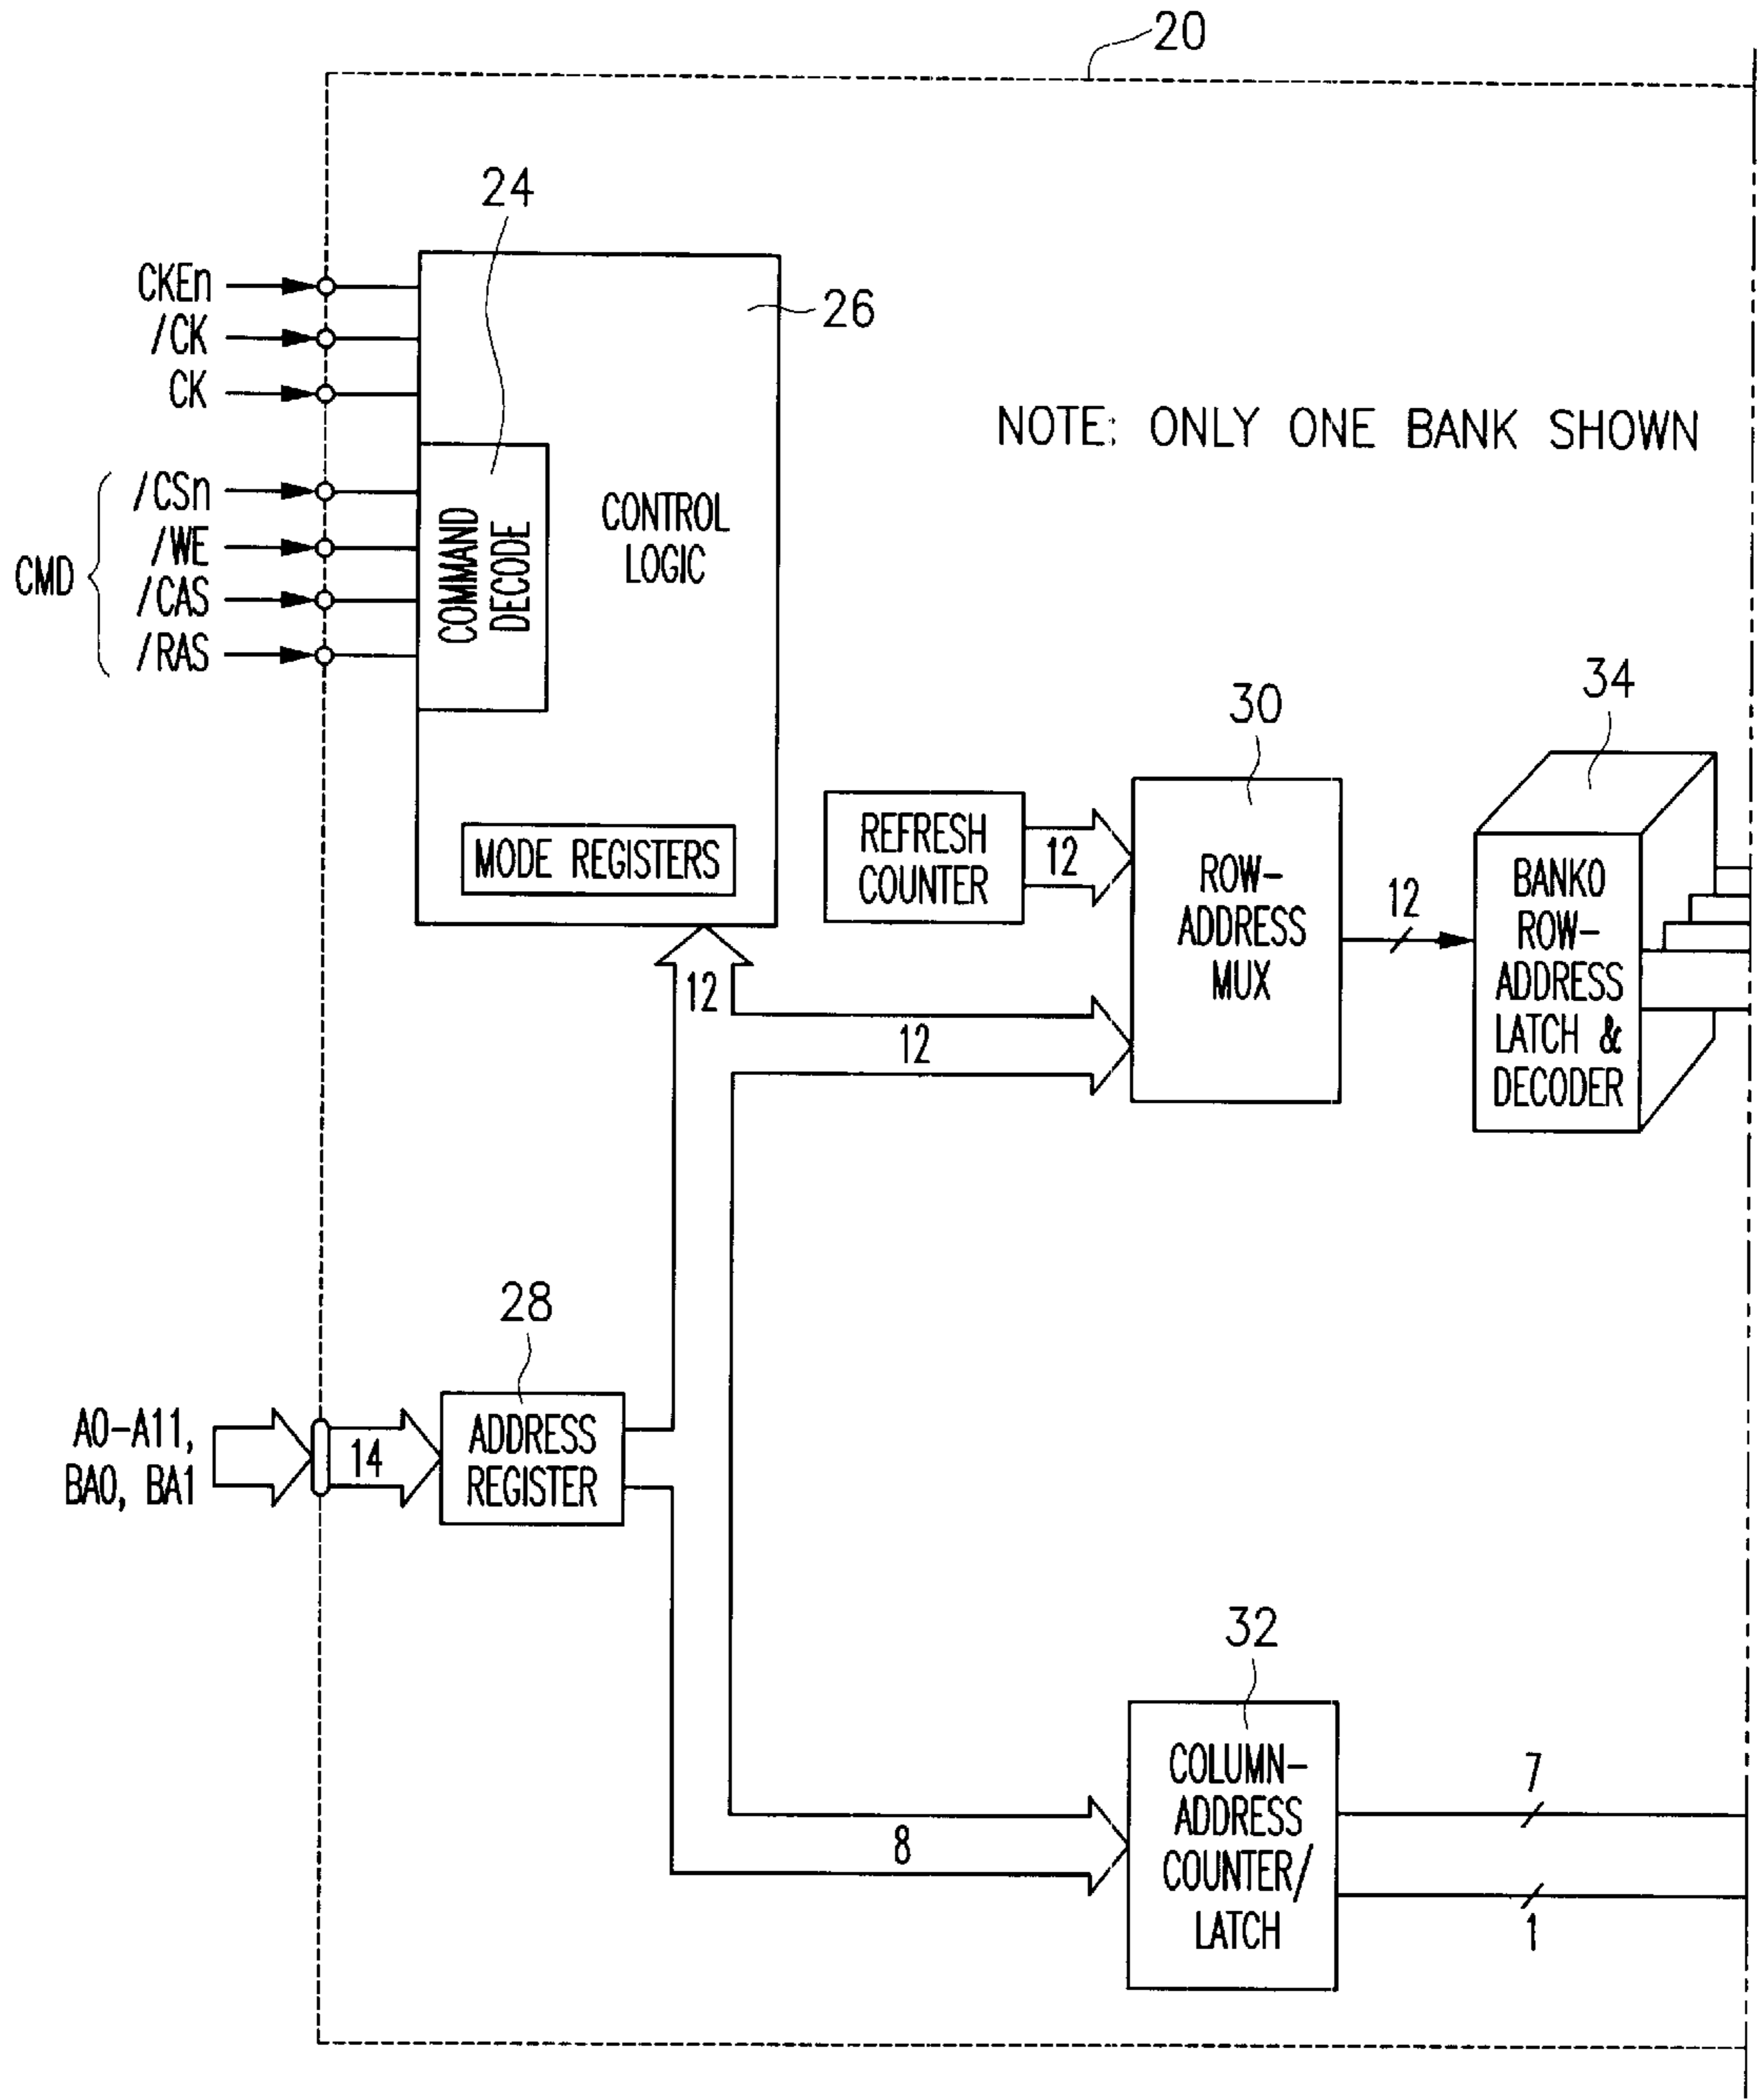 20
24
CKEn
/CK
CK
26
NOTE: ONLY ONE BANK SHOWN
CMD
/CSn
/WE
/CAS
/RAS
COMMAND
DECODE
CONTROL
LOGIC
MODE REGISTERS
REFRESH
COUNTER
12
30
ROW-
ADDRESS
MUX
12
34
BANK0
ROW-
ADDRESS
LATCH &
DECODER
12
12
28
A0-A11,
BA0, BA1
14
ADDRESS
REGISTER
32
8
COLUMN-
ADDRESS
COUNTER/
LATCH
7
1